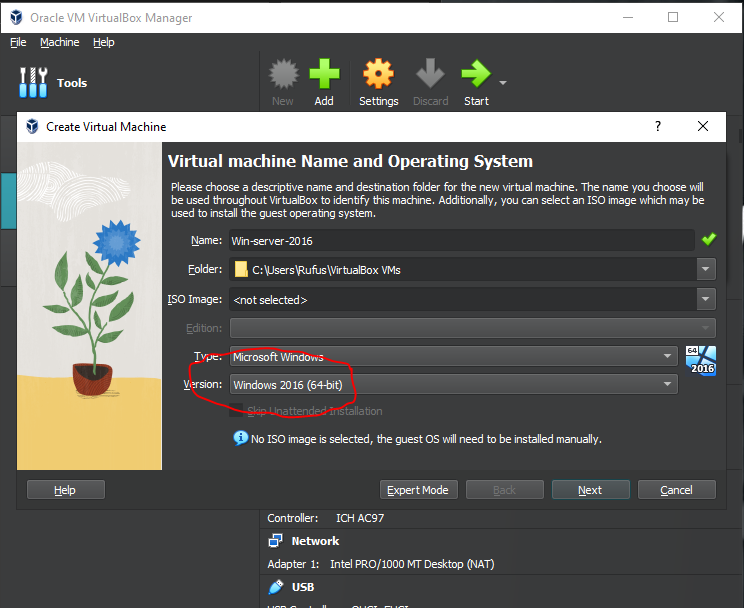 Oracle VM VirtualBox Manager
File Machine Help
Tools
New Add Settings Discard Start
Create Virtual Machine
?
Virtual machine Name and Operating System
Please choose a descriptive name and destination folder for the new virtual machine. The name you choose will
be used throughout VirtualBox to identify this machine. Additionally, you can select an ISO image which may be
used to install the guest operating system.
Name: Win-server-2016
Folder: C:\Users\Rufus\VirtualBox VMs
ISO Image: <not selected>
Edition:
Type: Microsoft Windows
64
2016
Version: Windows 2016 (64-bit)
Skip Unattended Installation
No ISO image is selected, the guest OS will need to be installed manually.
Help Expert Mode Back Next Cancel
Controller: ICH AC97
Network
Adapter 1: Intel PRO/1000 MT Desktop (NAT)
USB